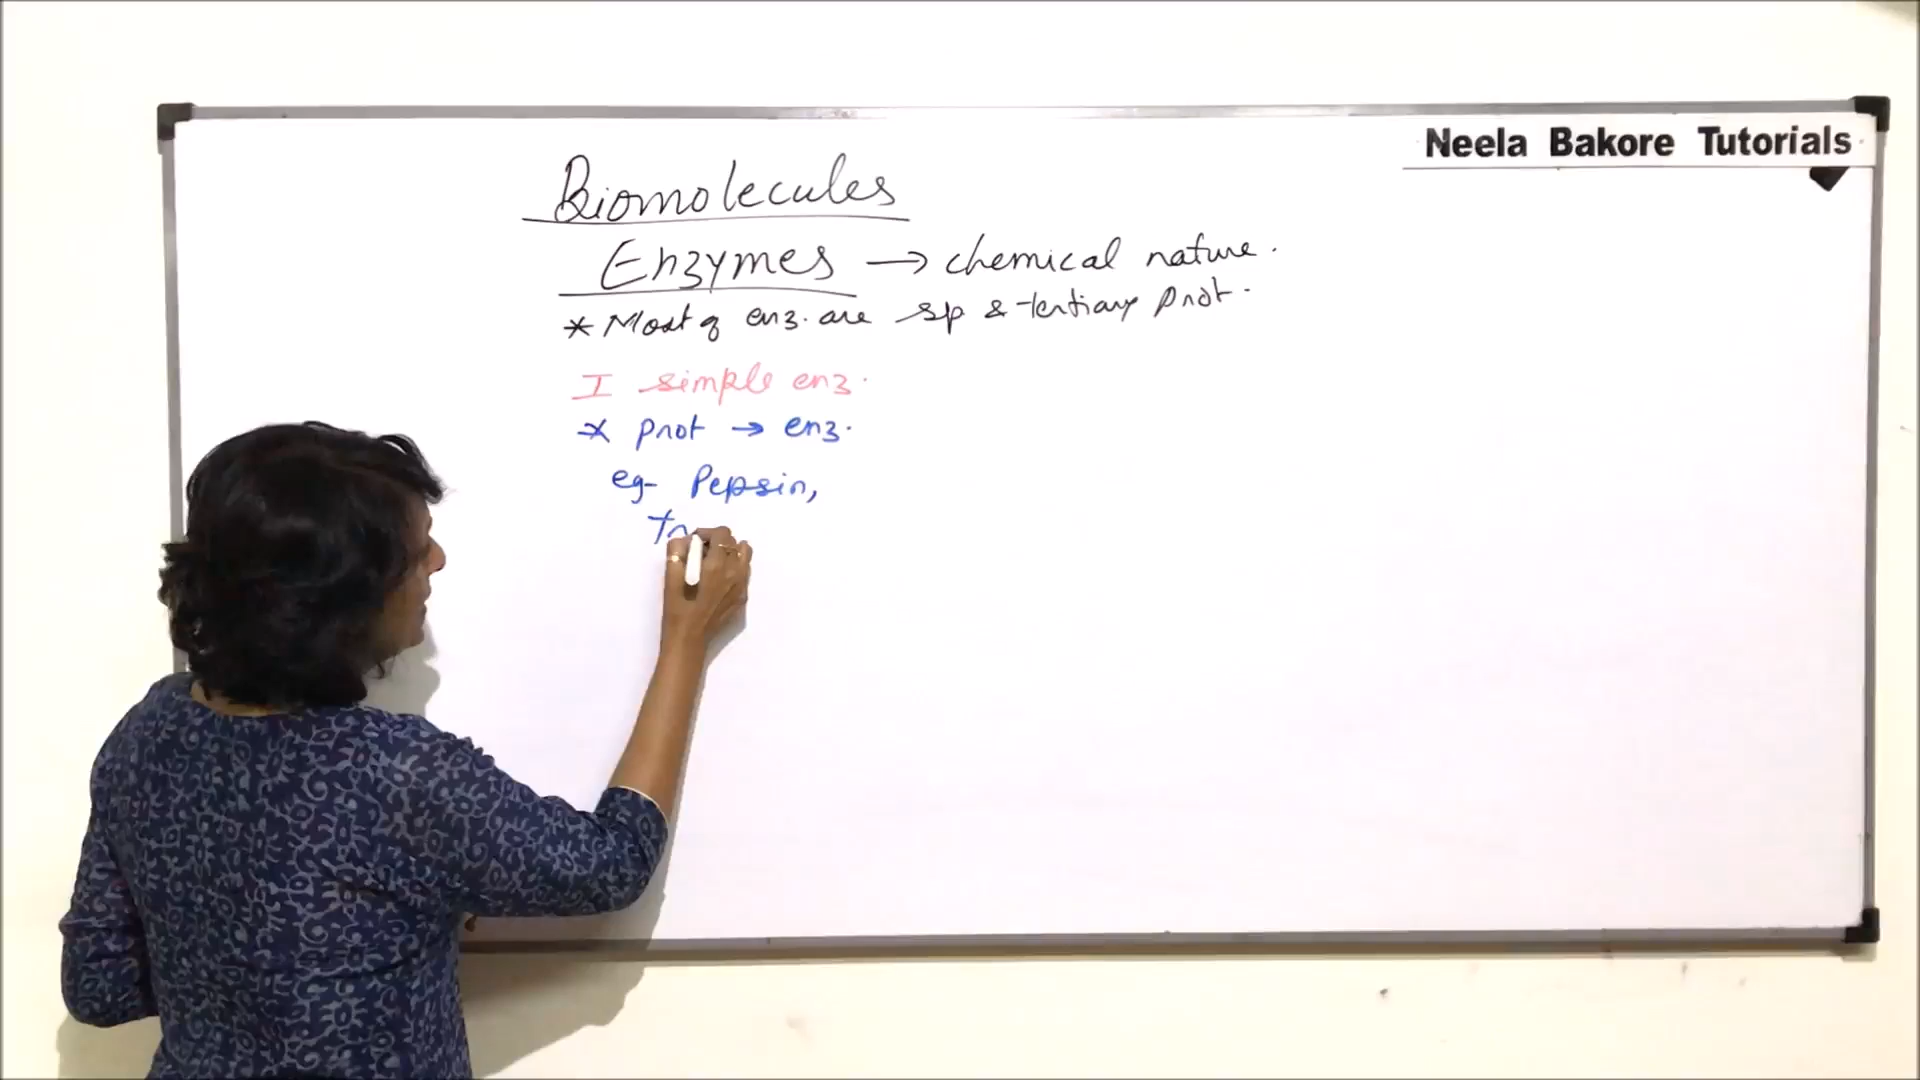 Neela Bakore Tutorials
Biomolecules
Enzymes → chemical nature.
* Most of enz. are sp & tertiary prot.
I simple enz.
* prot → enz.
eg- Pepsin,